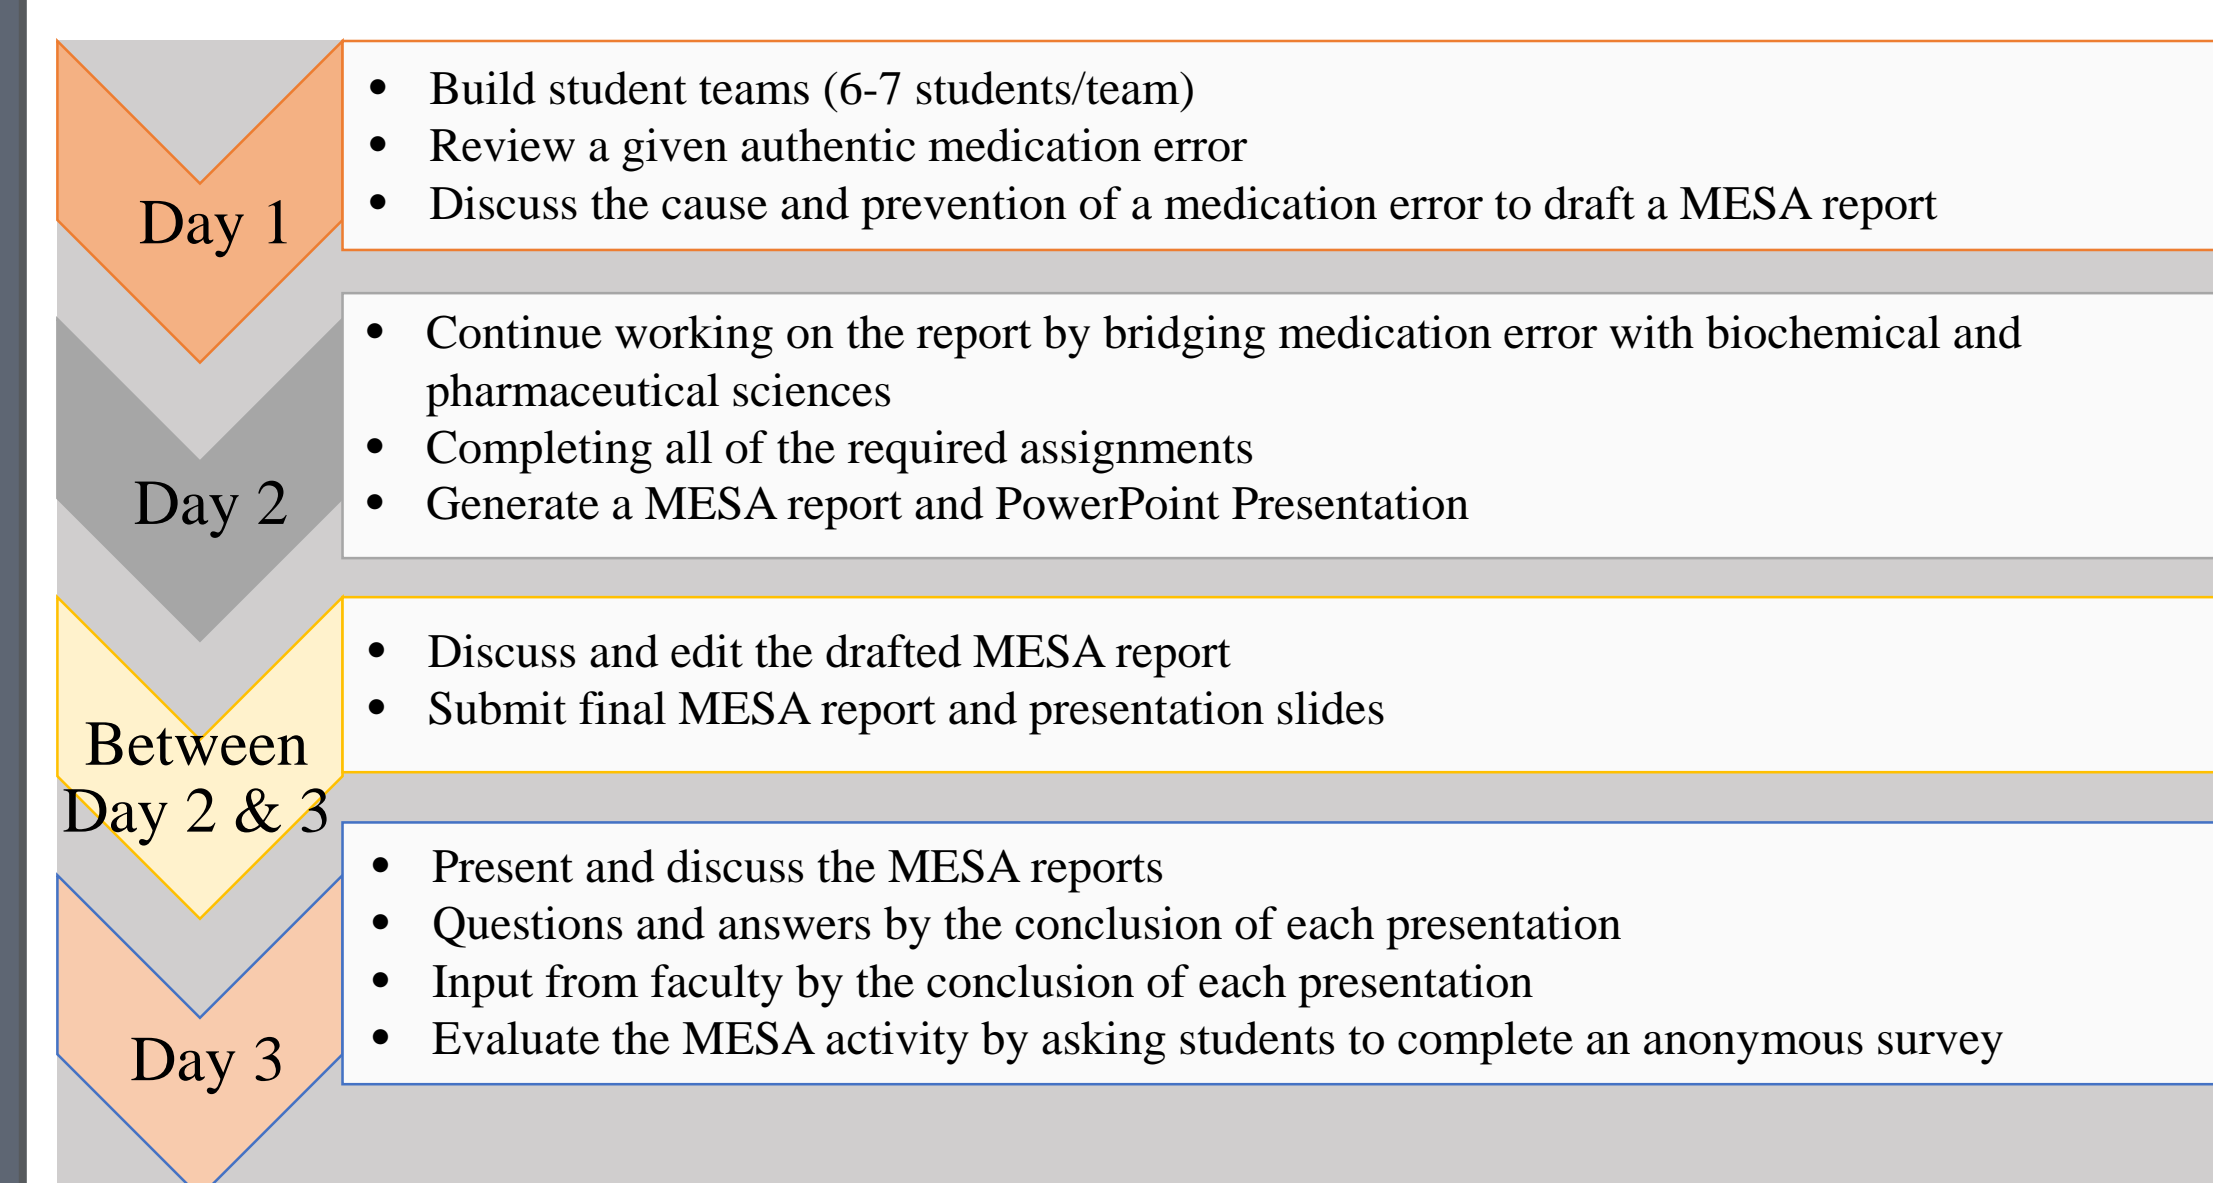 Day 1
• Build student teams (6-7 students/team)
• Review a given authentic medication error
• Discuss the cause and prevention of a medication error to draft a MESA report
Day 2
• Continue working on the report by bridging medication error with biochemical and
pharmaceutical sciences
• Completing all of the required assignments
• Generate a MESA report and PowerPoint Presentation
Between
Day 2 & 3
• Discuss and edit the drafted MESA report
• Submit final MESA report and presentation slides
Day 3
• Present and discuss the MESA reports
• Questions and answers by the conclusion of each presentation
• Input from faculty by the conclusion of each presentation
• Evaluate the MESA activity by asking students to complete an anonymous survey